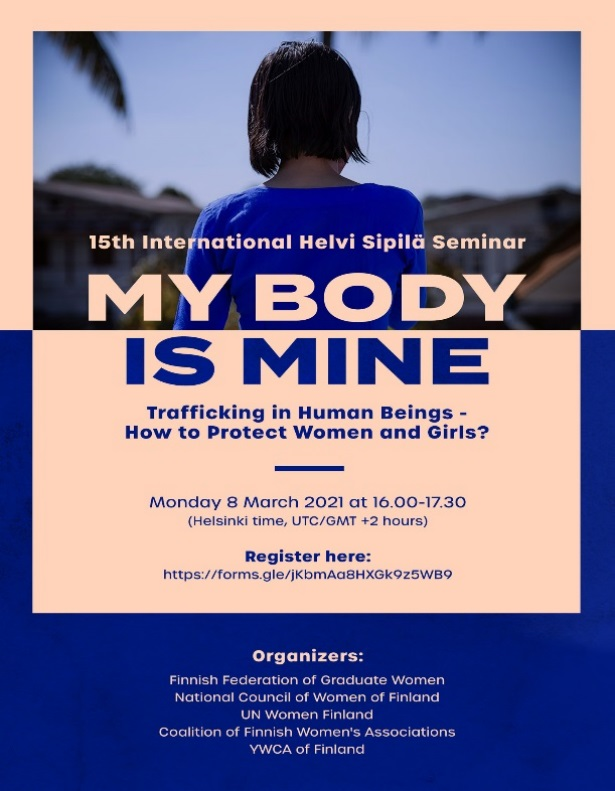 15th International Helvi Sipilä Seminar
MY BODY
IS MINE
Trafficking in Human Beings -
How to Protect Women and Girls?
Monday 8 March 2021 at 16.00-17.30
(Helsinki time, UTC/GMT +2 hours)
Register here:
https://forms.gle/jKbmAa8HXGk9z5WB9
Organizers:
Finnish Federation of Graduate Women
National Council of Women of Finland
UN Women Finland
Coalition of Finnish Women's Associations
YWCA of Finland